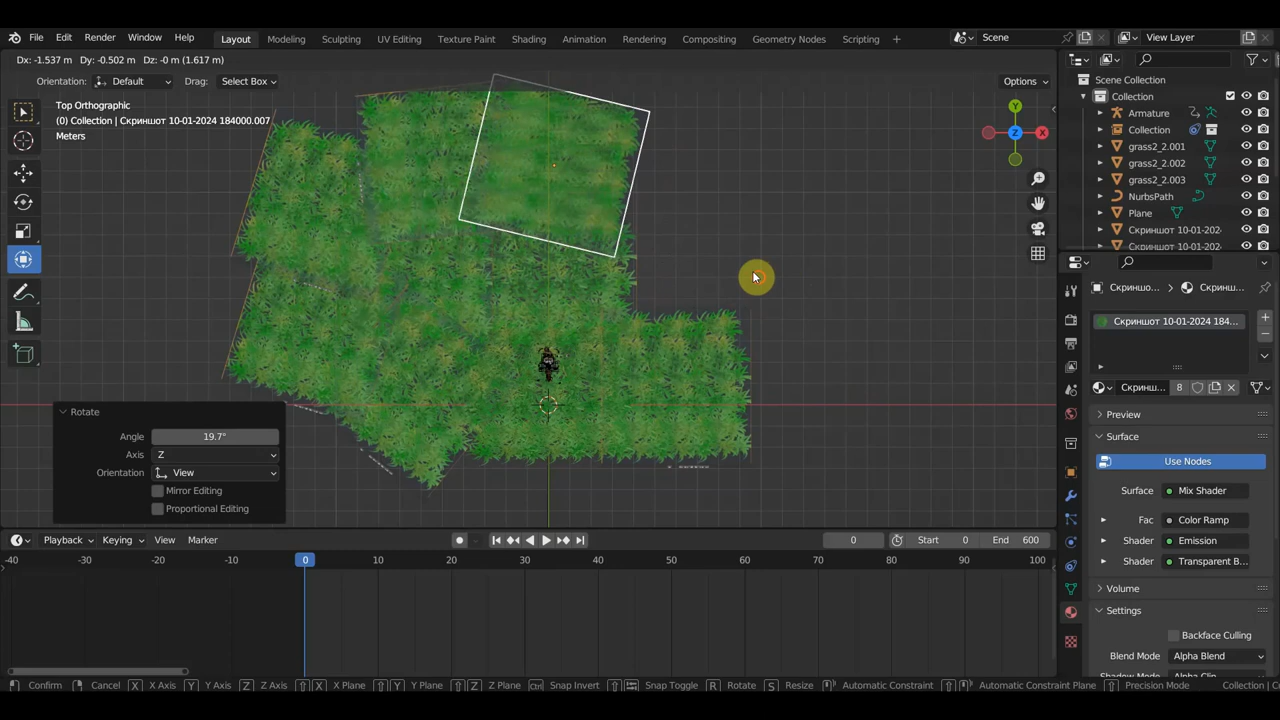 File Edit Render Window Help Layout Modeling Sculpting UV Editing Texture Paint Shading Animation Rendering Compositing Geometry Nodes Scripting + Scene View Layer
Dx: -1.537 m Dy: -0.502 m Dz: -0 m (1.617 m)
Orientation: Default Drag: Select Box Options
Top Orthographic
(0) Collection | Скриншот 10-01-2024 184000.007
Meters
Scene Collection
Collection
Armature
Collection
grass2_2.001
grass2_2.002
grass2_2.003
NurbsPath
Plane
Скриншот 10-01-202
Скриншот 10-01-202
Скриншо... Скриншо...
Скриншот 10-01-2024 184...
Скринш... 8
Preview
Surface
Use Nodes
Surface Mix Shader
Fac Color Ramp
Shader Emission
Shader Transparent B...
Volume
Settings
Backface Culling
Blend Mode Alpha Blend
Shadow Mode Alpha Clip
Rotate
Angle 19.7°
Axis Z
Orientation View
Mirror Editing
Proportional Editing
X Y Z
Playback Keying View Marker 0 Start 0 End 600
-40 -30 -20 -10 0 10 20 30 40 50 60 70 80 90 100
Confirm Cancel X X Axis Y Y Axis Z Z Axis X X Plane Y Y Plane Z Z Plane Ctrl Snap Invert Snap Toggle R Rotate S Resize Automatic Constraint Automatic Constraint Plane Precision Mode